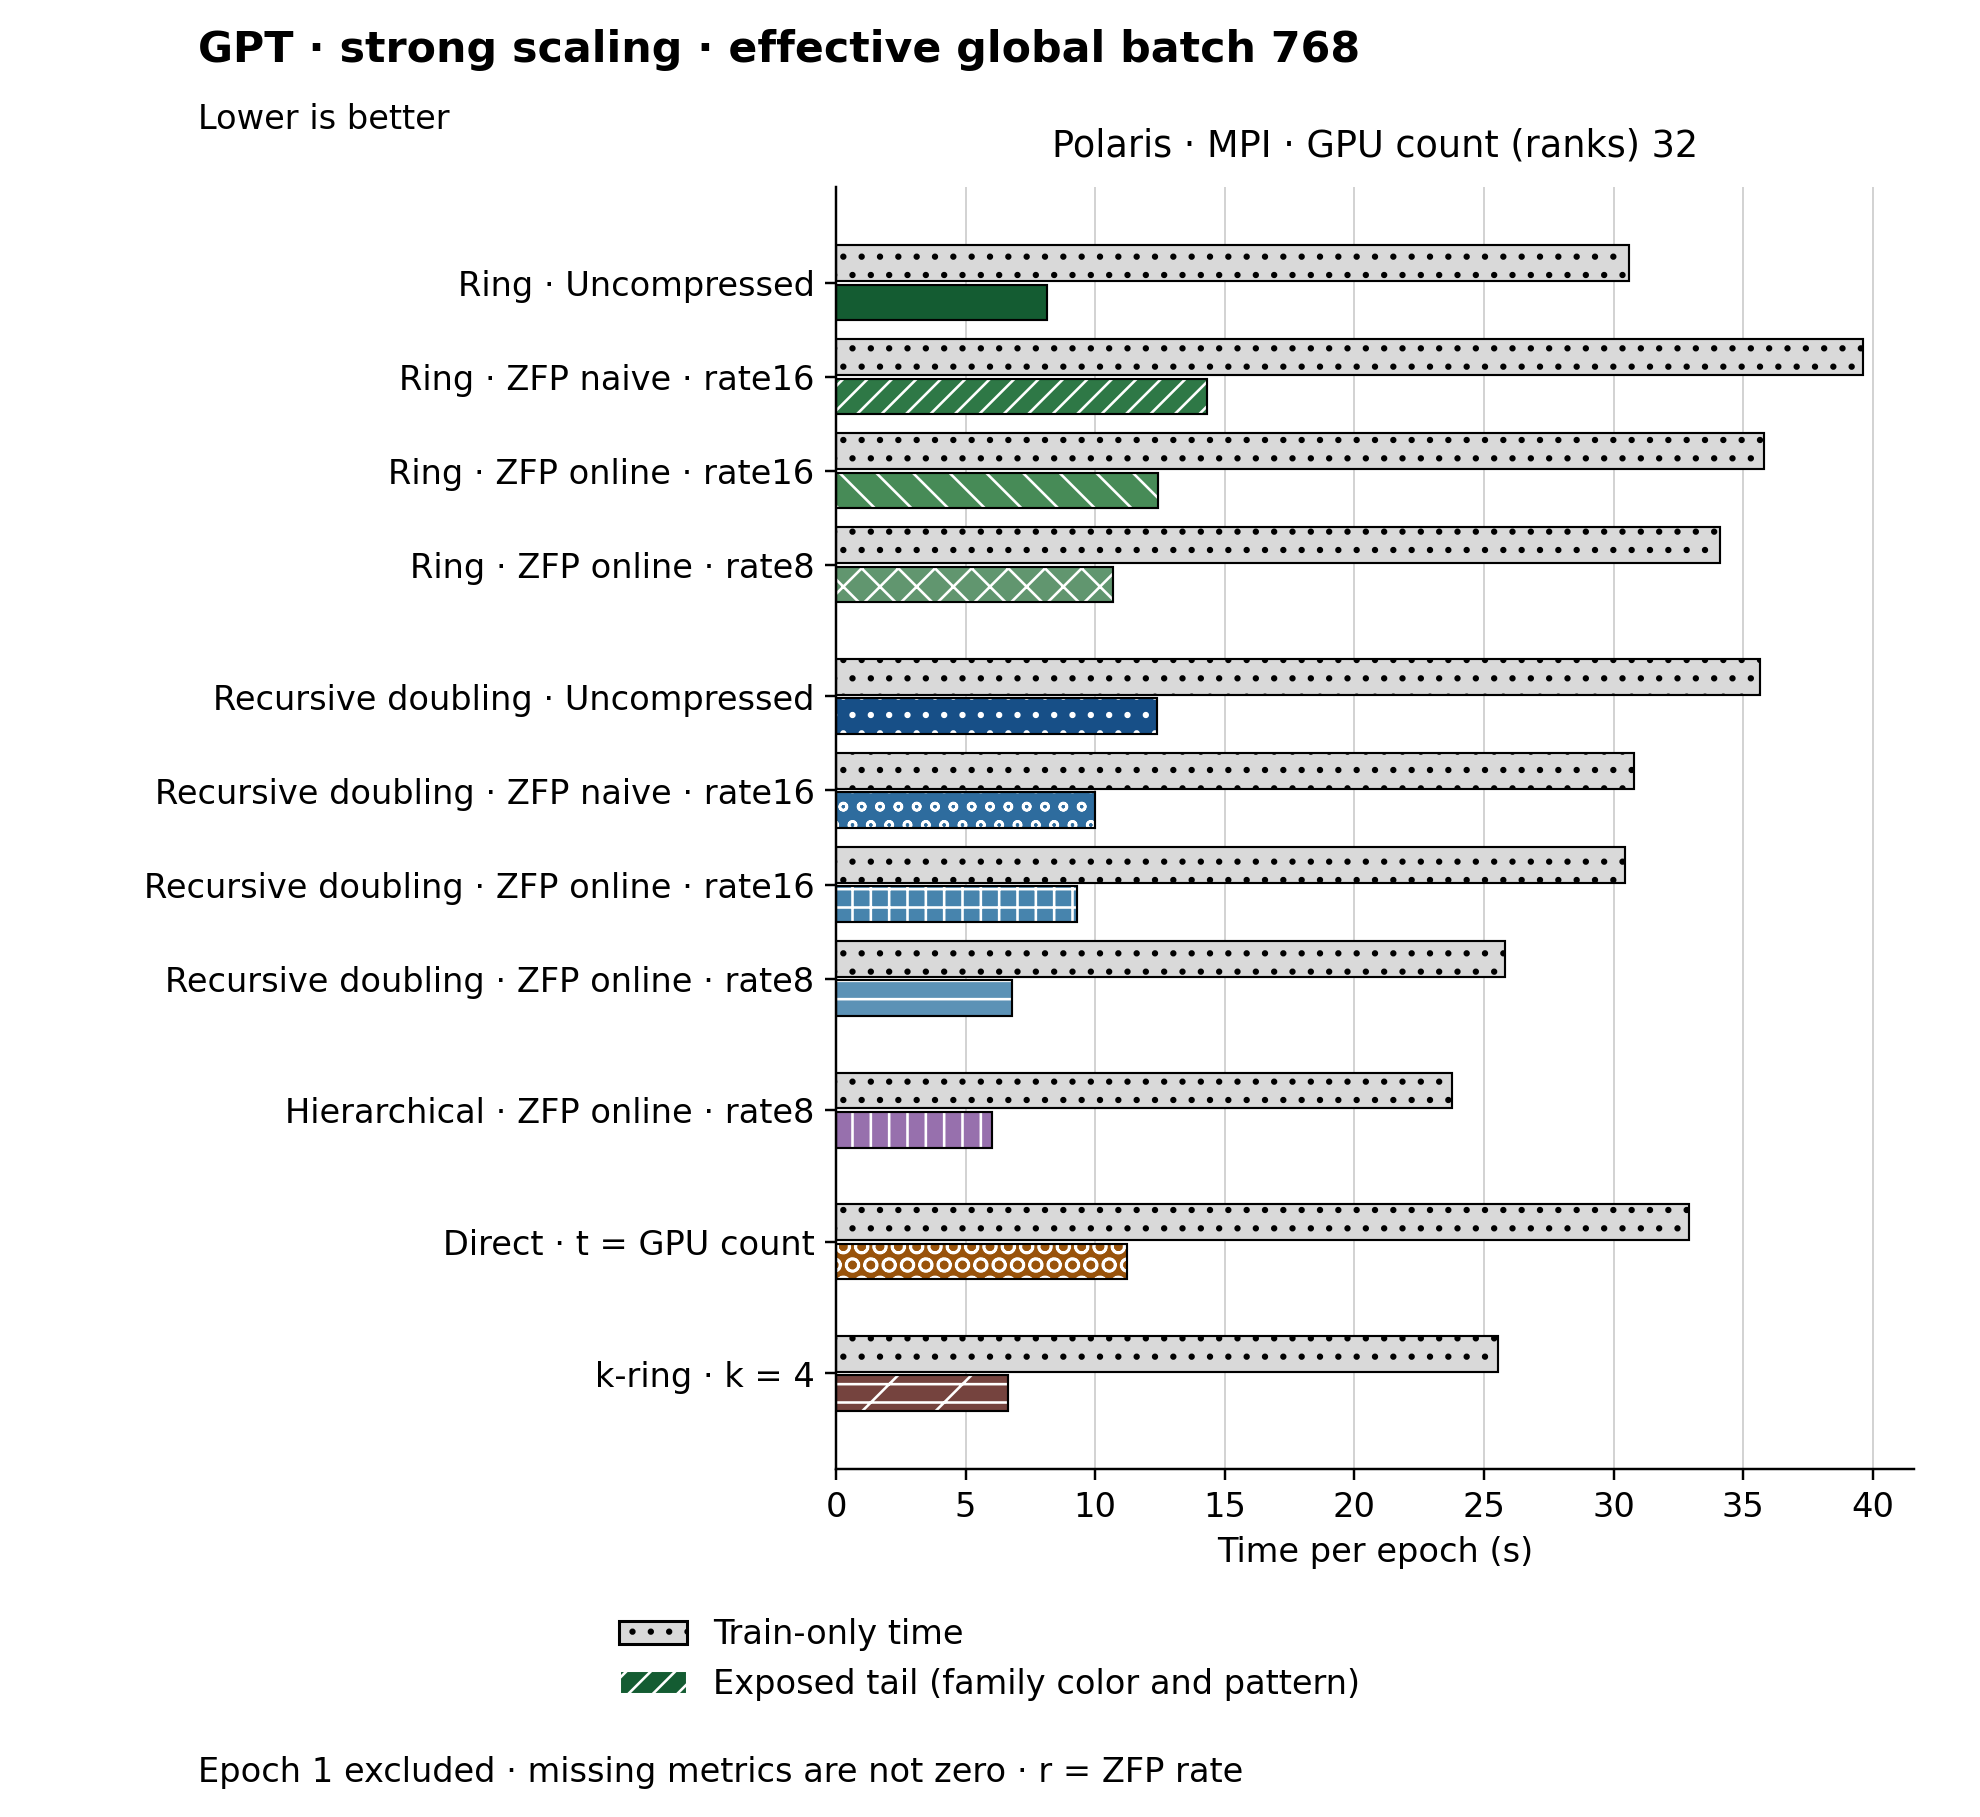 GPT · strong scaling · effective global batch 768
Lower is better
Polaris · MPI · GPU count (ranks) 32
Ring · Uncompressed
Ring · ZFP naive · rate16
Ring · ZFP online · rate16
Ring · ZFP online · rate8
Recursive doubling · Uncompressed
Recursive doubling · ZFP naive · rate16
Recursive doubling · ZFP online · rate16
Recursive doubling · ZFP online · rate8
Hierarchical · ZFP online · rate8
Direct · t = GPU count
k-ring · k = 4
0 5 10 15 20 25 30 35 40
Time per epoch (s)
Train-only time
Exposed tail (family color and pattern)
Epoch 1 excluded · missing metrics are not zero · r = ZFP rate